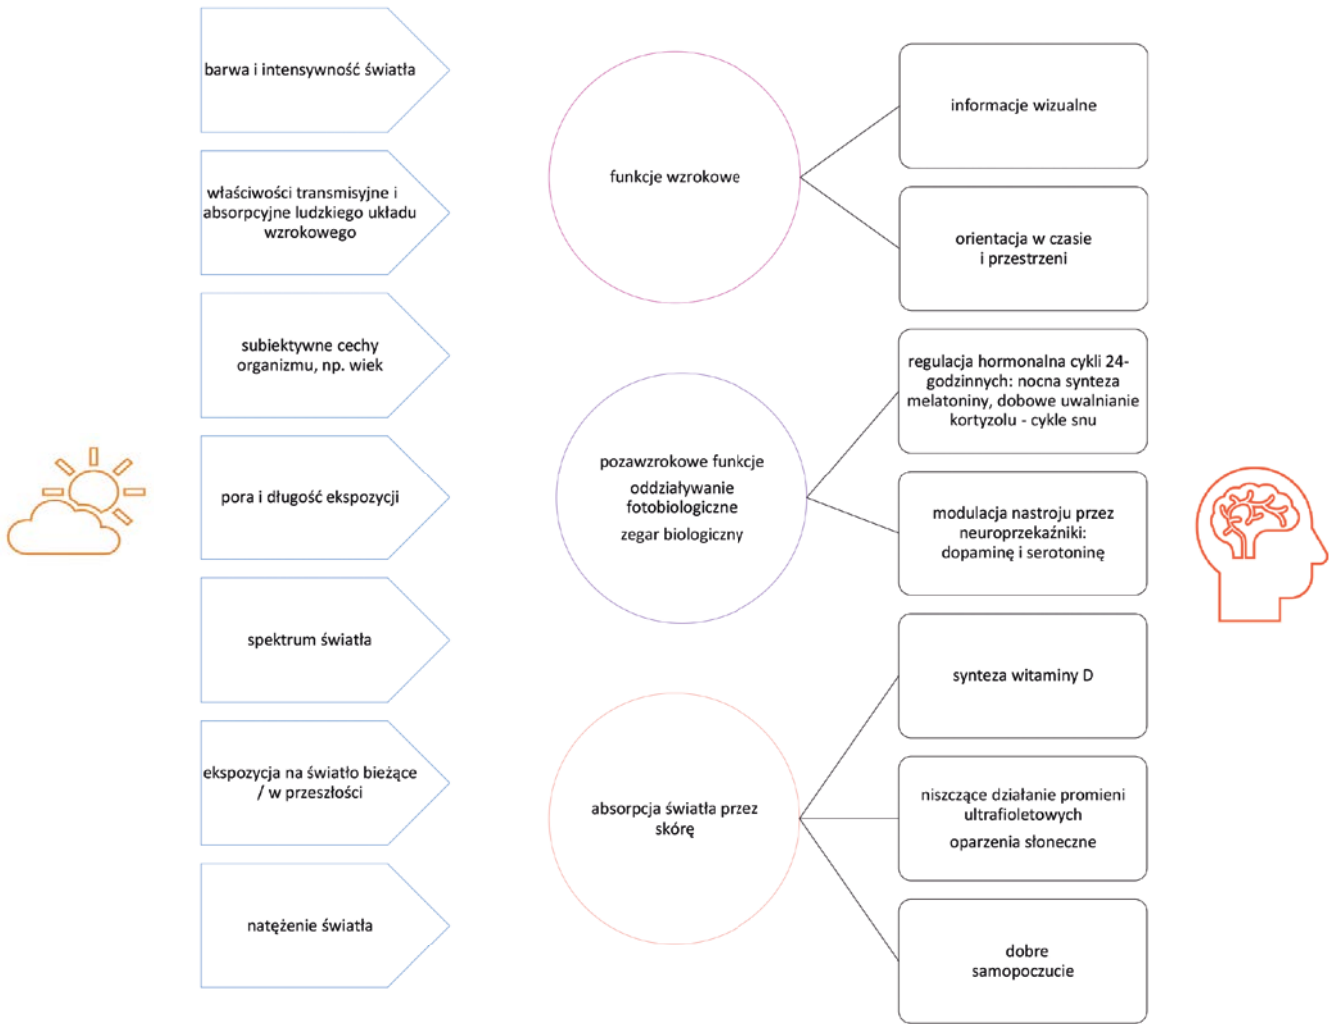 barwa i intensywność światła
właściwości transmisyjne i
absorpcyjne ludzkiego układu
wzrokowego
subiektywne cechy
organizmu, np. wiek
pora i długość ekspozycji
spektrum światła
ekspozycja na światło bieżące
/ w przeszłości
natężenie światła
funkcje wzrokowe
informacje wizualne
orientacja w czasie
i przestrzeni
pozawzrokowe funkcje
oddziaływanie
fotobiologiczne
zegar biologiczny
regulacja hormonalna cykli 24-
godzinnych: nocna synteza
melatoniny, dobowe uwalnianie
kortyzolu - cykle snu
modulacja nastroju przez
neuroprzekaźniki:
dopaminę i serotoninę
absorpcja światła przez
skórę
synteza witaminy D
niszczące działanie promieni
ultrafioletowych
oparzenia słoneczne
dobre
samopoczucie